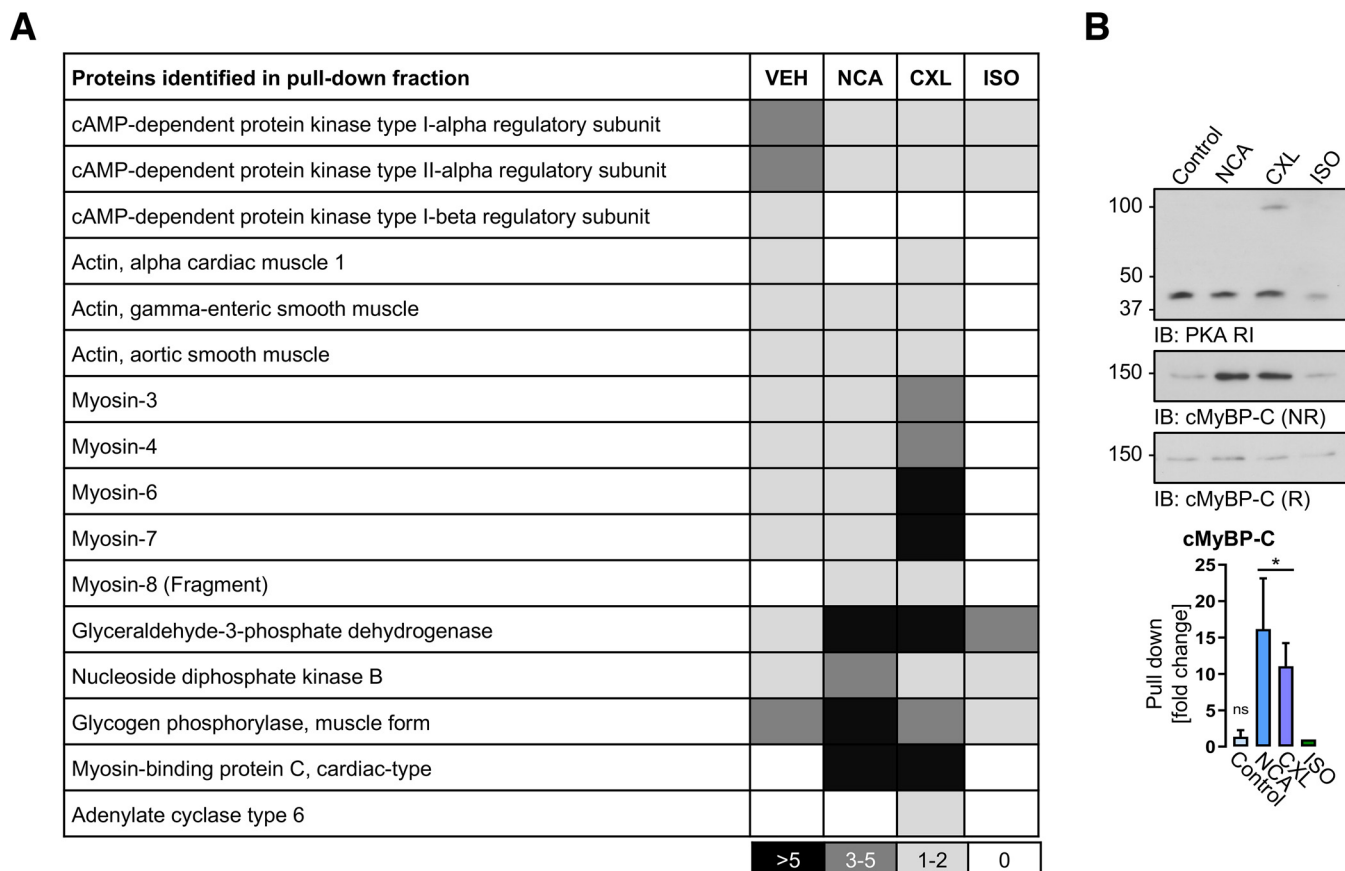 A
Proteins identified in pull-down fraction VEH NCA CXL ISO
cAMP-dependent protein kinase type I-alpha regulatory subunit
cAMP-dependent protein kinase type II-alpha regulatory subunit
cAMP-dependent protein kinase type I-beta regulatory subunit
Actin, alpha cardiac muscle 1
Actin, gamma-enteric smooth muscle
Actin, aortic smooth muscle
Myosin-3
Myosin-4
Myosin-6
Myosin-7
Myosin-8 (Fragment)
Glyceraldehyde-3-phosphate dehydrogenase
Nucleoside diphosphate kinase B
Glycogen phosphorylase, muscle form
Myosin-binding protein C, cardiac-type
Adenylate cyclase type 6
>5 3-5 1-2 0
B
Control NCA CXL ISO
100
50
37
IB: PKA RI
150
IB: cMyBP-C (NR)
150
IB: cMyBP-C (R)
cMyBP-C
Pull down
[fold change]
25
20
15
10
5
0
ns
*
Control NCA CXL ISO